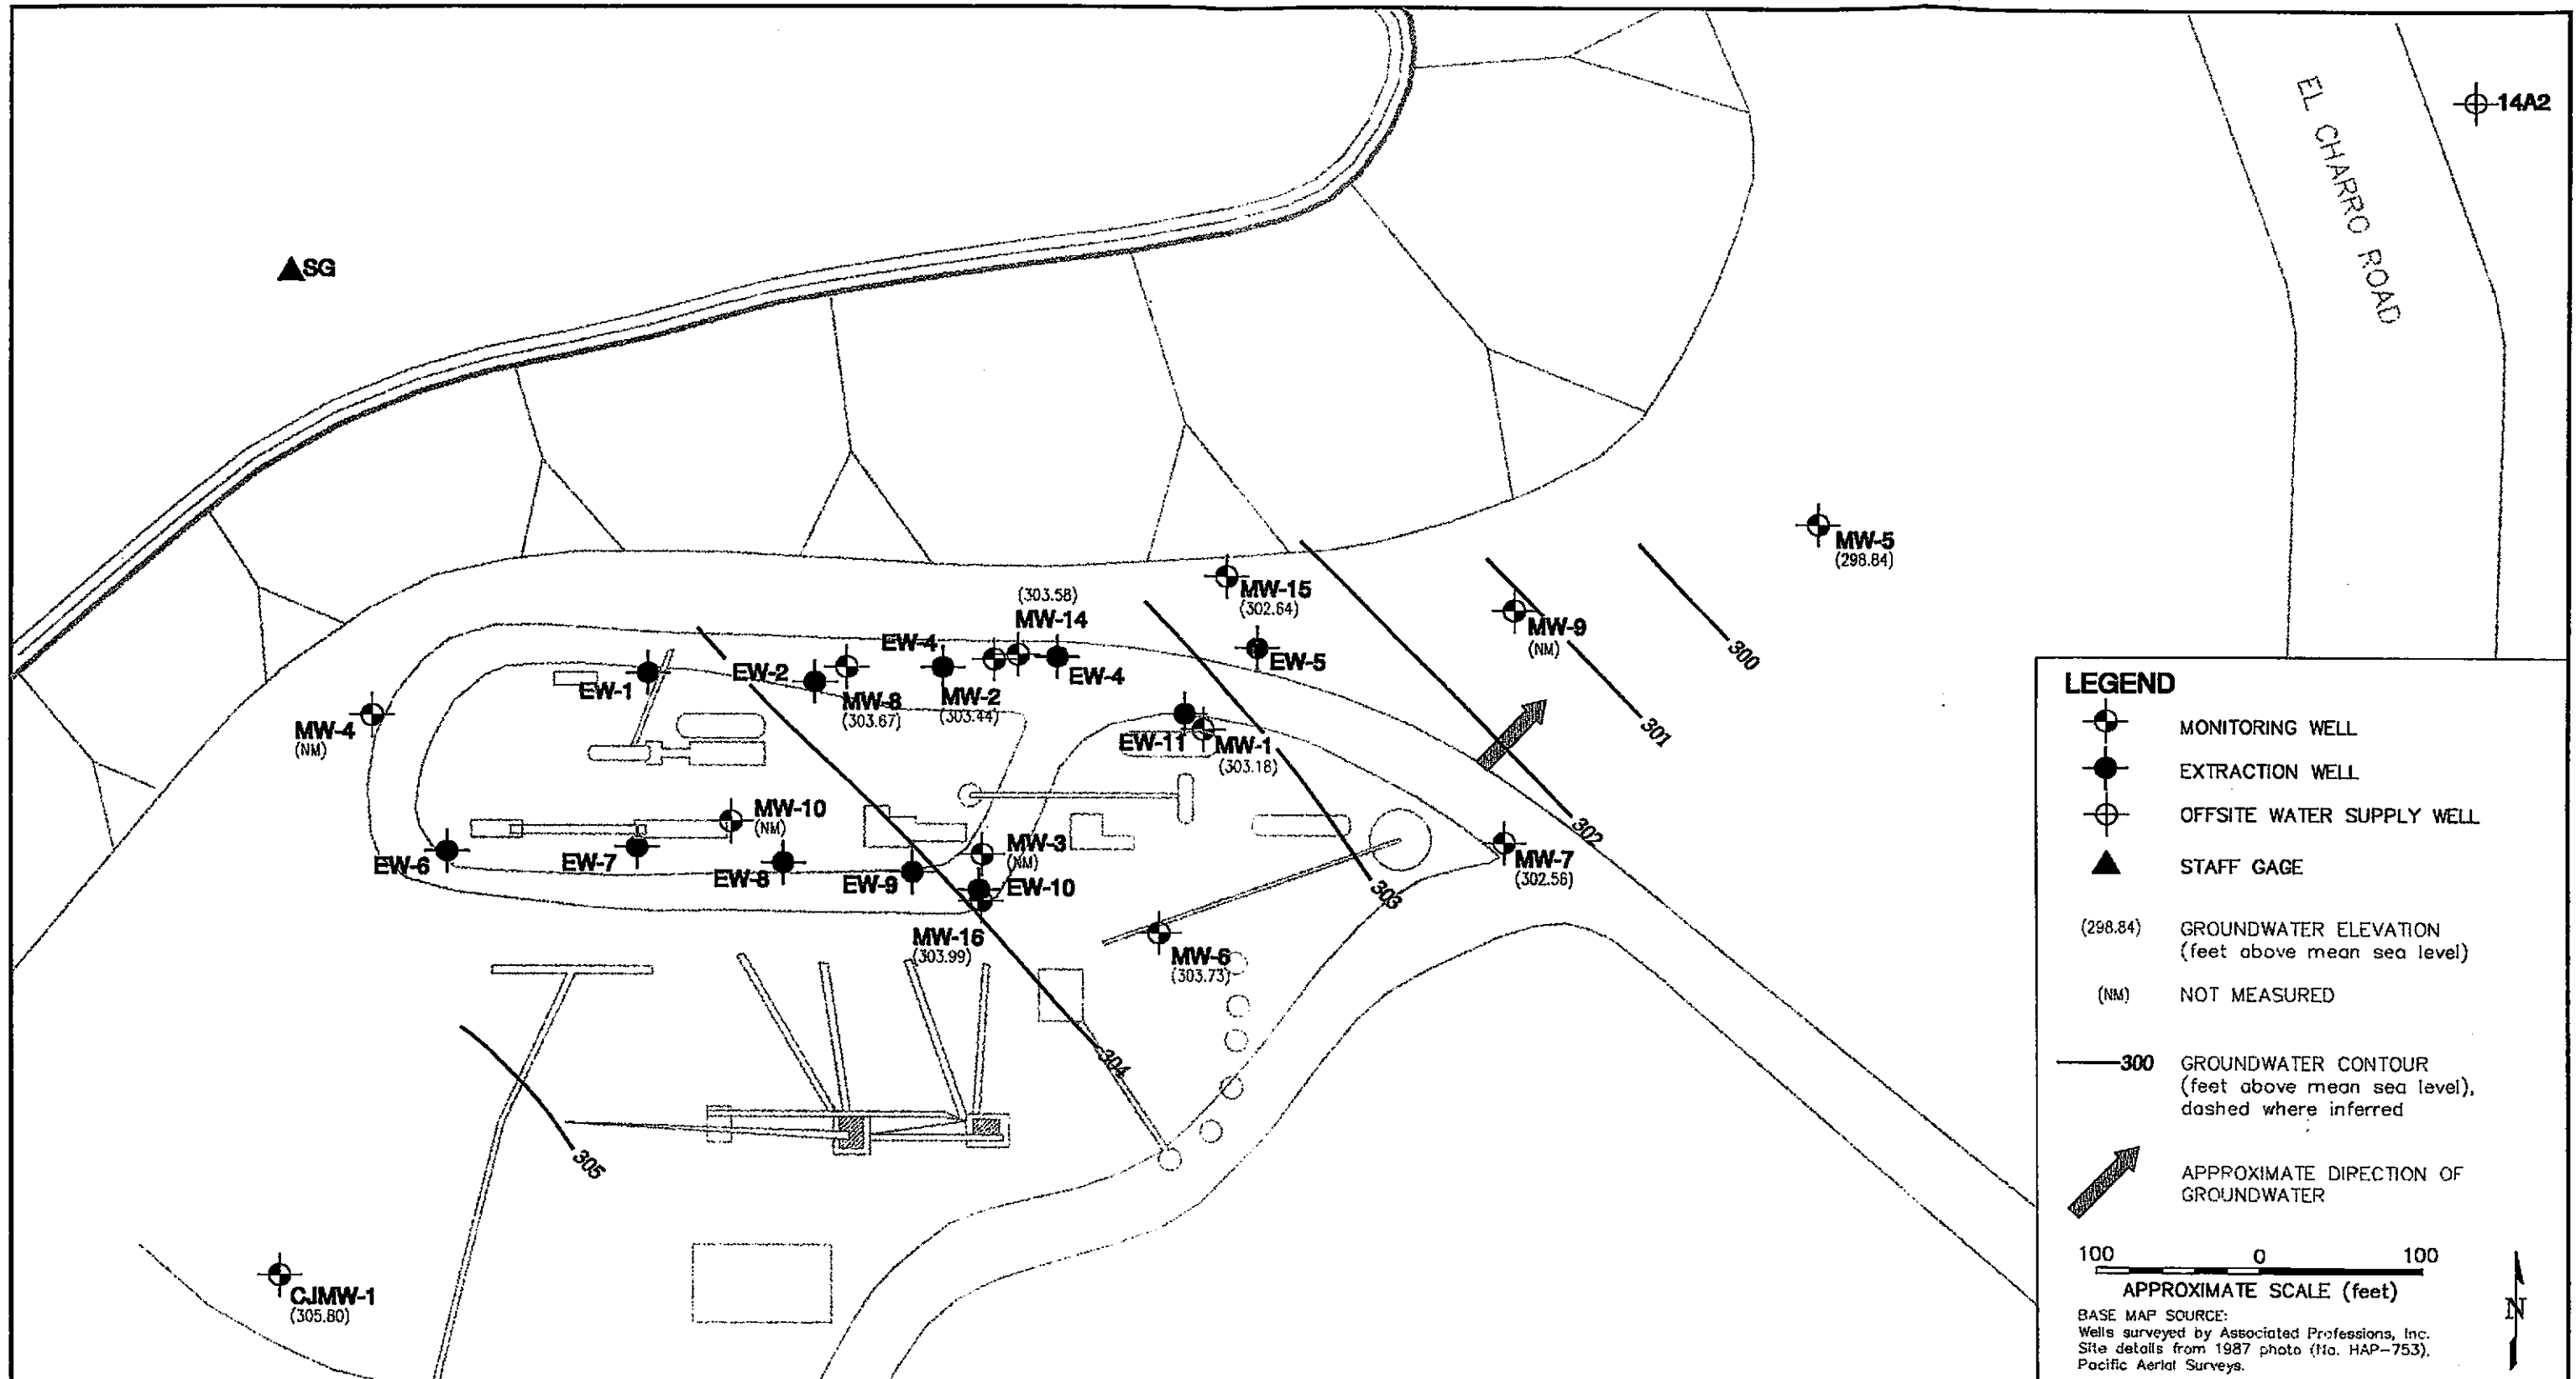 EL CHARRO ROAD
14A2
SG
MW-5
(298.84)
MW-15
(302.64)
(303.58)
MW-14
MW-9
(NM)
300
EW-4
EW-5
EW-1
EW-2
EW-4
MW-8
(303.67)
MW-2
(303.44)
MW-4
(NM)
EW-11
MW-1
(303.18)
301
MW-10
(NM)
302
MW-3
(NM)
MW-7
(302.56)
EW-6
EW-7
EW-8
EW-9
EW-10
303
MW-16
(303.99)
MW-6
(303.73)
304
305
CJMW-1
(305.80)
LEGEND
MONITORING WELL
EXTRACTION WELL
OFFSITE WATER SUPPLY WELL
STAFF GAGE
(298.84) GROUNDWATER ELEVATION
(feet above mean sea level)
(NM) NOT MEASURED
300 GROUNDWATER CONTOUR
(feet above mean sea level),
dashed where inferred
APPROXIMATE DIRECTION OF
GROUNDWATER
100 0 100
APPROXIMATE SCALE (feet)
N
BASE MAP SOURCE:
Wells surveyed by Associated Professions, Inc.
Site details from 1987 photo (No. HAP-753),
Pacific Aerial Surveys.